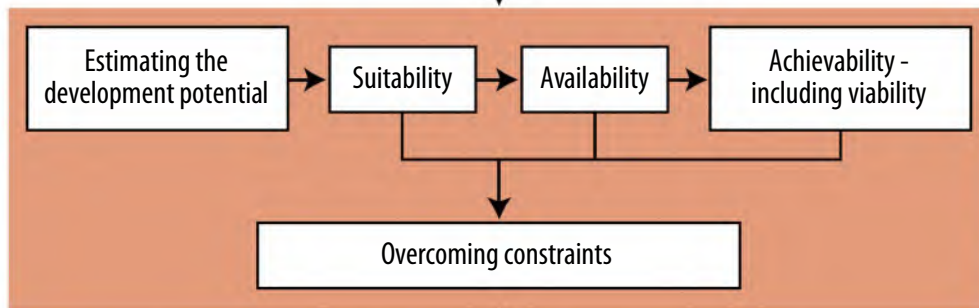 Estimating the
development potential
Suitability
Availability
Achievability -
including viability
Overcoming constraints